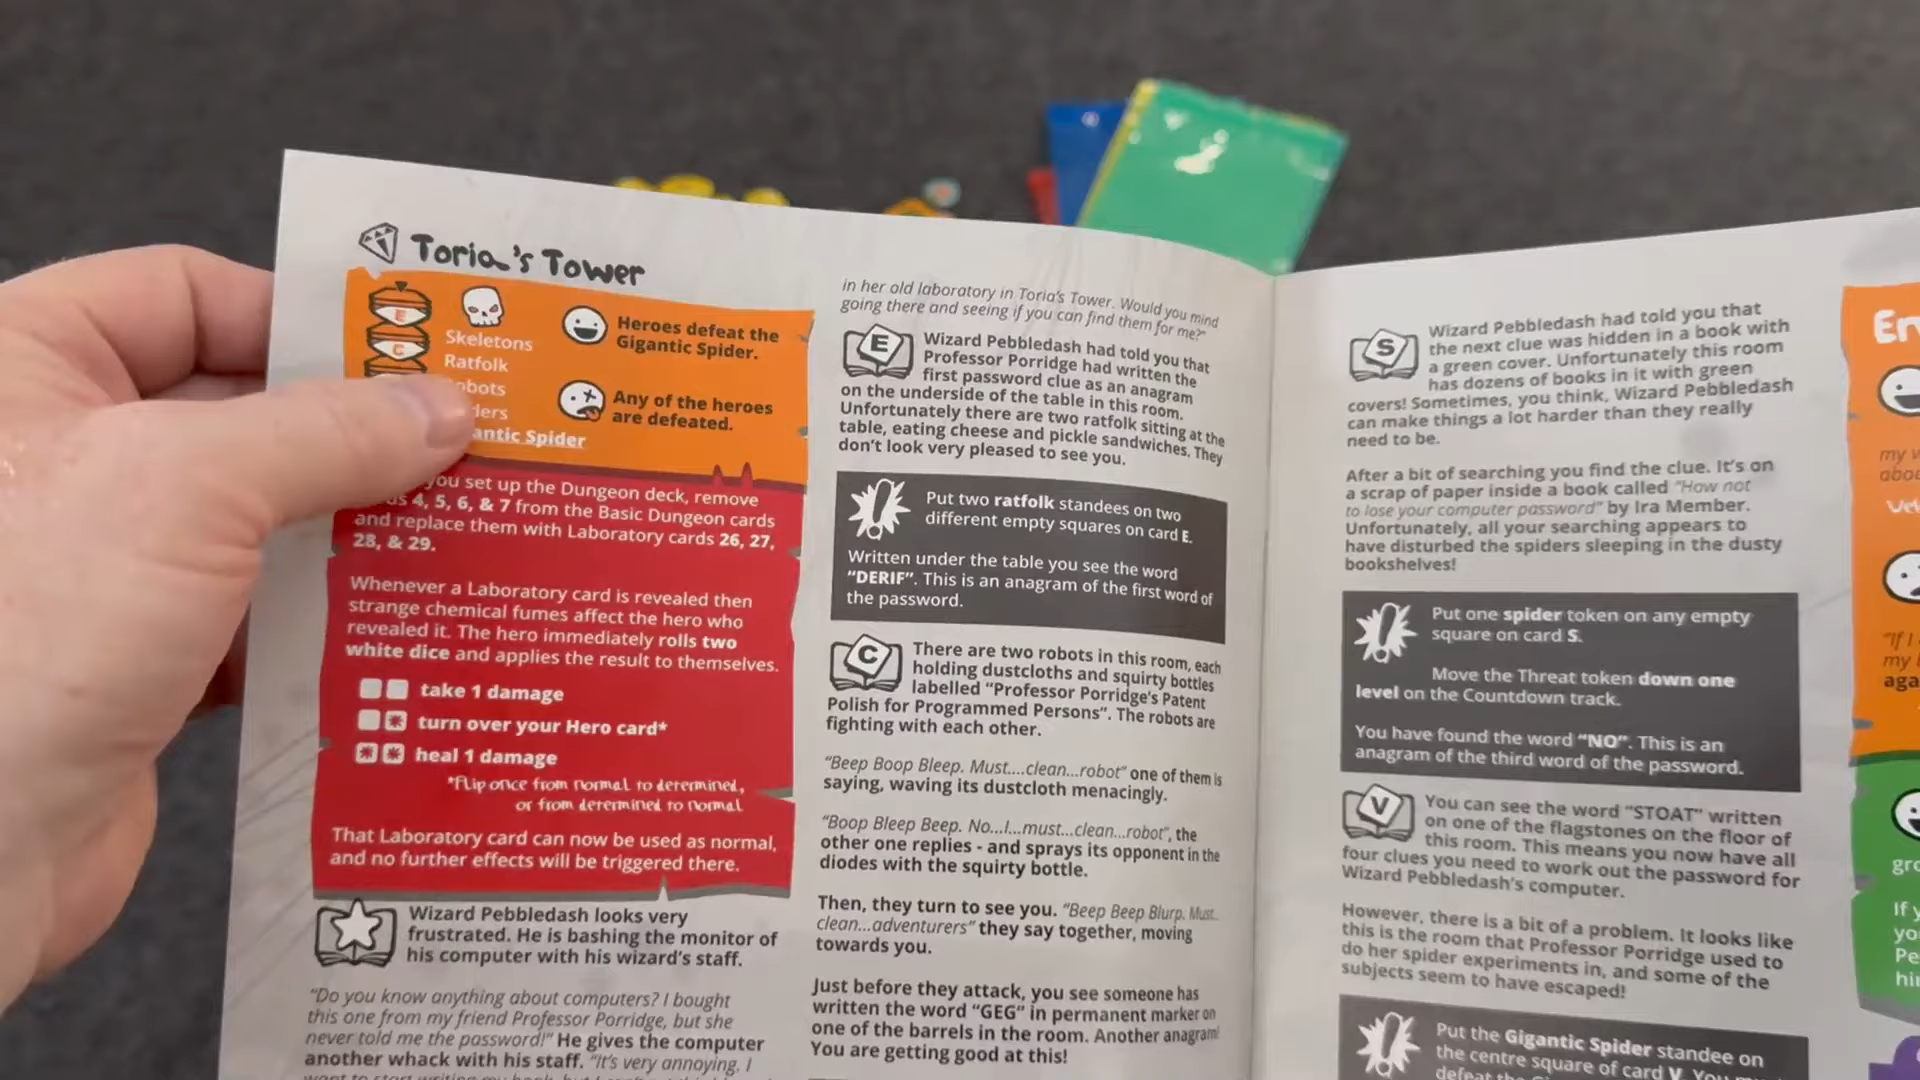 Toria's Tower
E
C
Skeletons
Ratfolk
obots
ders
antic Spider
Heroes defeat the
Gigantic Spider.
Any of the heroes
are defeated.
you set up the Dungeon deck, remove
4, 5, 6, & 7 from the Basic Dungeon cards
and replace them with Laboratory cards 26, 27,
28, & 29.
Whenever a Laboratory card is revealed then
strange chemical fumes affect the hero who
revealed it. The hero immediately rolls two
white dice and applies the result to themselves.
take 1 damage
turn over your Hero card*
heal 1 damage
*flip once from normal to determined,
or from determined to normal
That Laboratory card can now be used as normal,
and no further effects will be triggered there.
Wizard Pebbledash looks very
frustrated. He is bashing the monitor of
his computer with his wizard's staff.
"Do you know anything about computers? I bought
this one from my friend Professor Porridge, but she
never told me the password!" He gives the computer
another whack with his staff. "It's very annoying. I
in her old laboratory in Toria's Tower. Would you mind
going there and seeing if you can find them for me?"
E
Wizard Pebbledash had told you that
Professor Porridge had written the
first password clue as an anagram
on the underside of the table in this room.
Unfortunately there are two ratfolk sitting at the
table, eating cheese and pickle sandwiches. They
don't look very pleased to see you.
Put two ratfolk standees on two
different empty squares on card E.
Written under the table you see the word
"DERIF". This is an anagram of the first word of
the password.
C
There are two robots in this room, each
holding dustcloths and squirty bottles
labelled "Professor Porridge's Patent
Polish for Programmed Persons". The robots are
fighting with each other.
"Beep Boop Bleep. Must....clean...robot" one of them is
saying, waving its dustcloth menacingly.
"Boop Bleep Beep. No...I...must...clean...robot", the
other one replies - and sprays its opponent in the
diodes with the squirty bottle.
Then, they turn to see you. "Beep Beep Blurp. Must...
clean...adventurers" they say together, moving
towards you.
Just before they attack, you see someone has
written the word "GEG" in permanent marker on
one of the barrels in the room. Another anagram!
You are getting good at this!
S
Wizard Pebbledash had told you that
the next clue was hidden in a book with
a green cover. Unfortunately this room
has dozens of books in it with green
covers! Sometimes, you think, Wizard Pebbledash
can make things a lot harder than they really
need to be.
After a bit of searching you find the clue. It's on
a scrap of paper inside a book called "How not
to lose your computer password" by Ira Member.
Unfortunately, all your searching appears to
have disturbed the spiders sleeping in the dusty
bookshelves!
Put one spider token on any empty
square on card S.
Move the Threat token down one
level on the Countdown track.
You have found the word "NO". This is an
anagram of the third word of the password.
V
You can see the word "STOAT" written
on one of the flagstones on the floor of
this room. This means you now have all
four clues you need to work out the password for
Wizard Pebbledash's computer.
However, there is a bit of a problem. It looks like
this is the room that Professor Porridge used to
do her spider experiments in, and some of the
subjects seem to have escaped!
Put the Gigantic Spider standee on
the centre square of card V. You